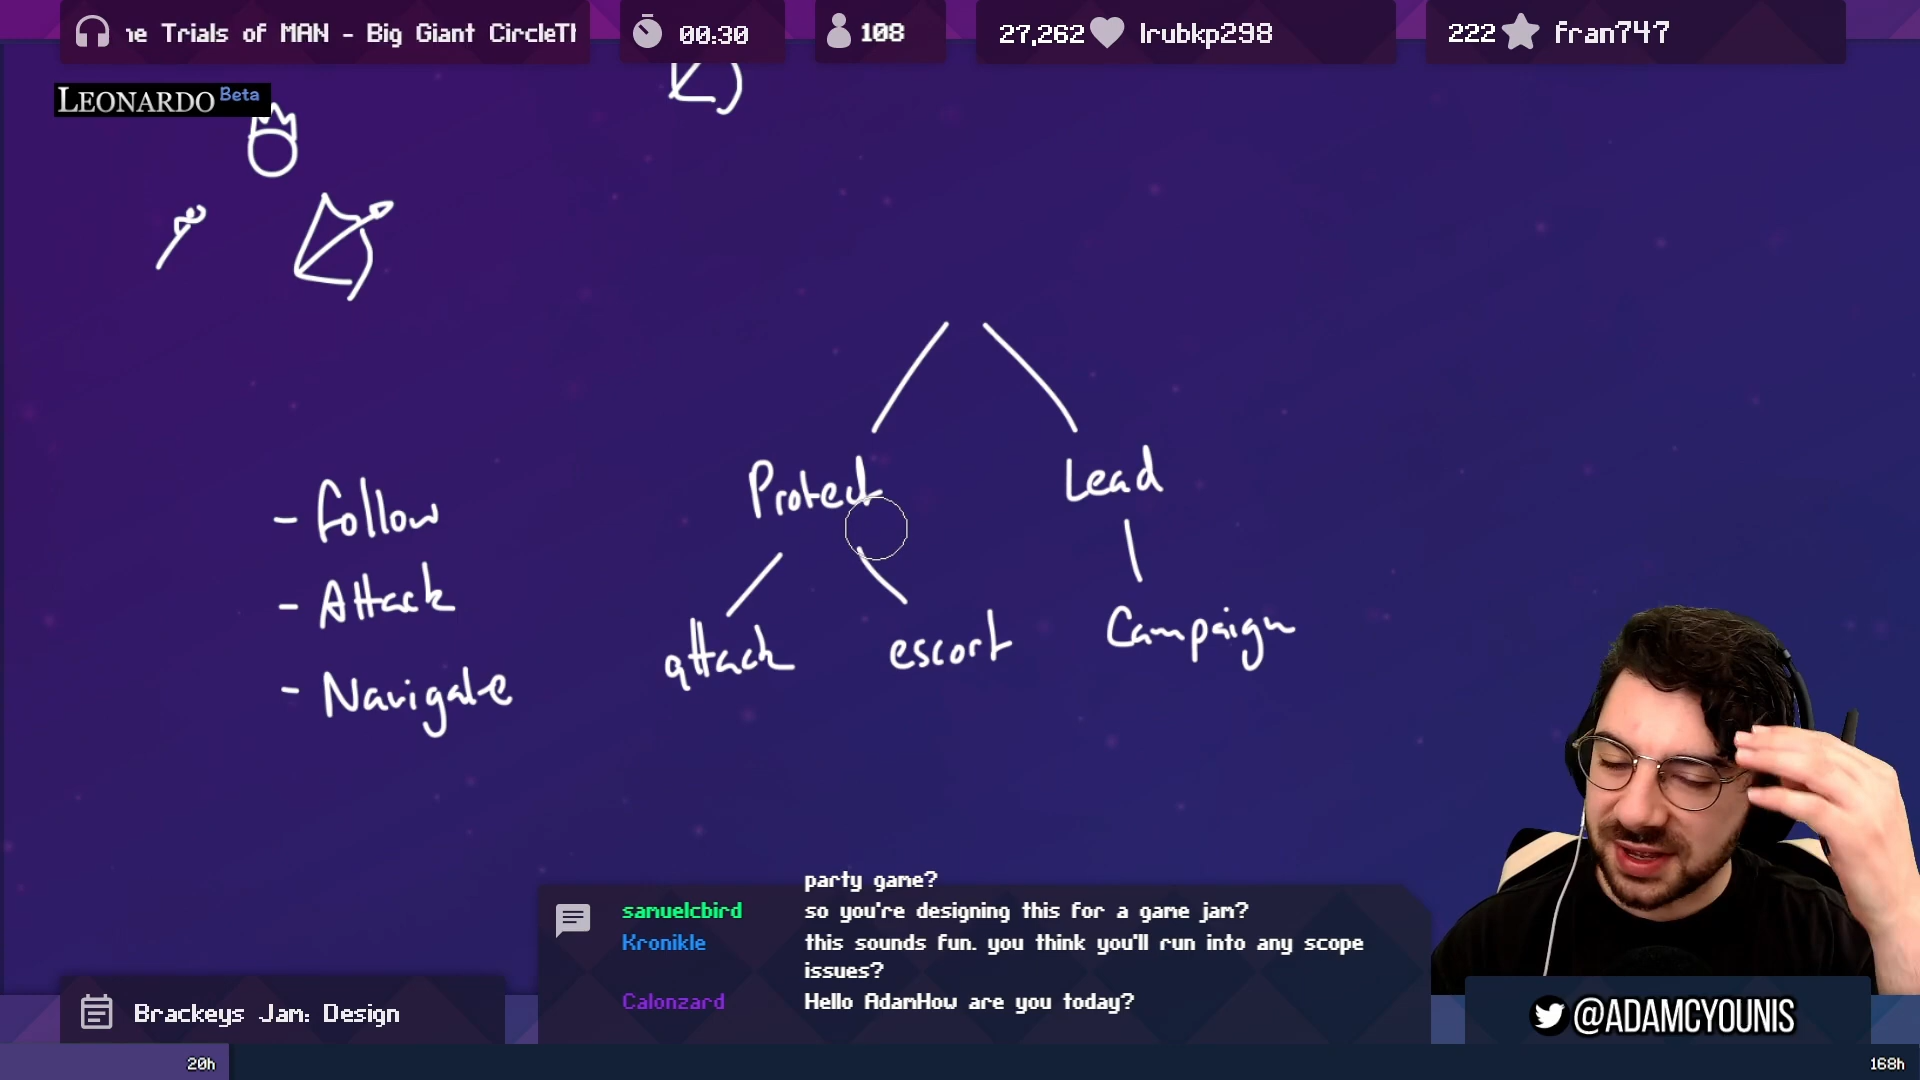 ne Trials of MAN - Big Giant CircleTh
00:30
108
27,262 lrubkp298
222 fran747
LEONARDO Beta
Protect
Lead
- Follow
- Attack
- Navigate
attack
escort
Campaign
party game?
samuelcbird so you're designing this for a game jam?
Kronikle this sounds fun. you think you'll run into any scope
issues?
Calonzard Hello AdamHow are you today?
Brackeys Jam: Design
@ADAMCYOUNIS
20h
168h